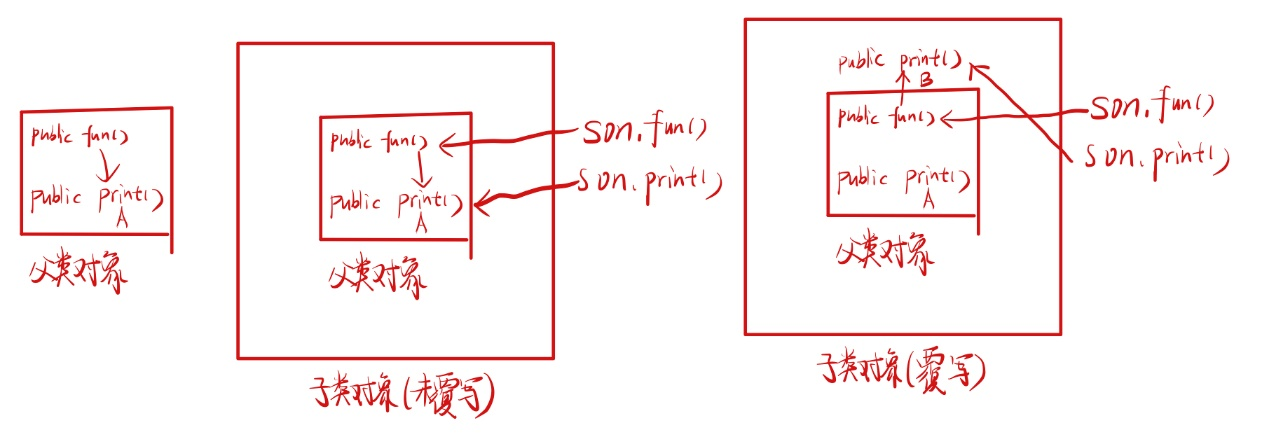 public fun()
public print()
A
父类对象
public fun()
public print()
A
父类对象
son.fun()
son.print()
子类对象(未覆写)
public print()
B
public fun()
public print()
A
父类对象
son.fun()
son.print()
子类对象(覆写)